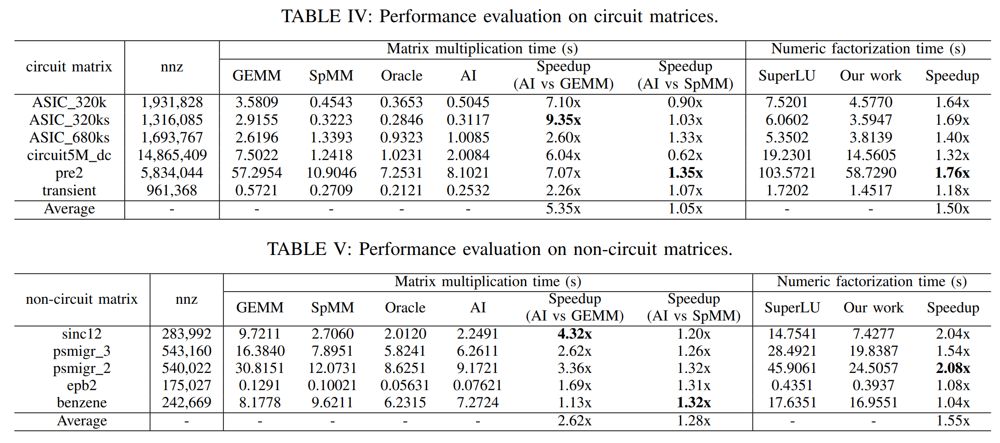 TABLE IV: Performance evaluation on circuit matrices.
circuit matrix nnz Matrix multiplication time (s) Numeric factorization time (s)
GEMM SpMM Oracle AI Speedup (AI vs GEMM) Speedup (AI vs SpMM) SuperLU Our work Speedup
ASIC_320k 1,931,828 3.5809 0.4543 0.3653 0.5045 7.10x 0.90x 7.5201 4.5770 1.64x
ASIC_320ks 1,316,085 2.9155 0.3223 0.2846 0.3117 9.35x 1.03x 6.0602 3.5947 1.69x
ASIC_680ks 1,693,767 2.6196 1.3393 0.9323 1.0085 2.60x 1.33x 5.3502 3.8139 1.40x
circuit5M_dc 14,865,409 7.5022 1.2418 1.0231 2.0084 6.04x 0.62x 19.2301 14.5605 1.32x
pre2 5,834,044 57.2954 10.9046 7.2531 8.1021 7.07x 1.35x 103.5721 58.7290 1.76x
transient 961,368 0.5721 0.2709 0.2121 0.2532 2.26x 1.07x 1.7202 1.4517 1.18x
Average - - - - - 5.35x 1.05x - - 1.50x
TABLE V: Performance evaluation on non-circuit matrices.
non-circuit matrix nnz Matrix multiplication time (s) Numeric factorization time (s)
GEMM SpMM Oracle AI Speedup (AI vs GEMM) Speedup (AI vs SpMM) SuperLU Our work Speedup
sinc12 283,992 9.7211 2.7060 2.0120 2.2491 4.32x 1.20x 14.7541 7.4277 2.04x
psmigr_3 543,160 16.3840 7.8951 5.8241 6.2611 2.62x 1.26x 28.4921 19.8387 1.54x
psmigr_2 540,022 30.8151 12.0731 8.6251 9.1721 3.36x 1.32x 45.9061 24.5057 2.08x
epb2 175,027 0.1291 0.10021 0.05631 0.07621 1.69x 1.31x 0.4351 0.3937 1.08x
benzene 242,669 8.1778 9.6211 6.2315 7.2724 1.13x 1.32x 17.6351 16.9551 1.04x
Average - - - - - 2.62x 1.28x - - 1.55x